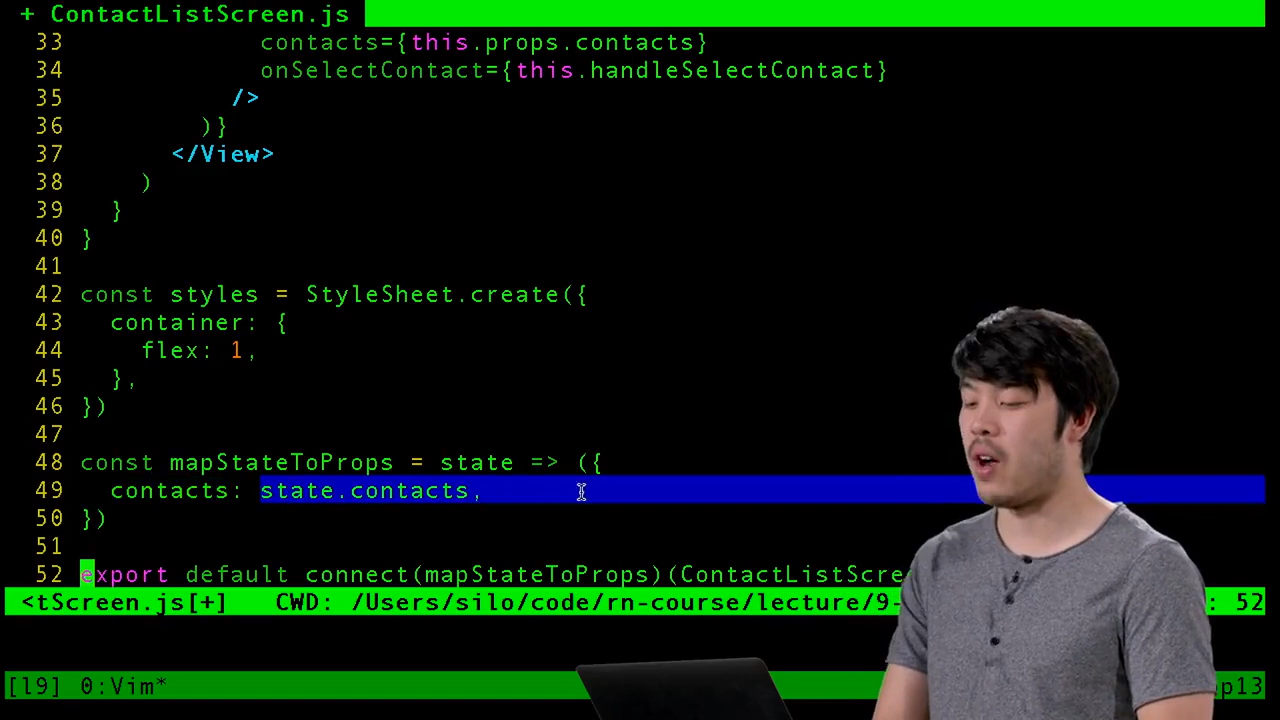 + ContactListScreen.js
33 contacts={this.props.contacts}
34 onSelectContact={this.handleSelectContact}
35 />
36 )}
37 </View>
38 )
39 }
40 }
41
42 const styles = StyleSheet.create({
43 container: {
44 flex: 1,
45 },
46 })
47
48 const mapStateToProps = state => ({
49 contacts: state.contacts,
50 })
51
52 export default connect(mapStateToProps)(ContactListScre
<tScreen.js[+] CWD: /Users/silo/code/rn-course/lecture/9- : 52
[l9] 0:Vim* p13